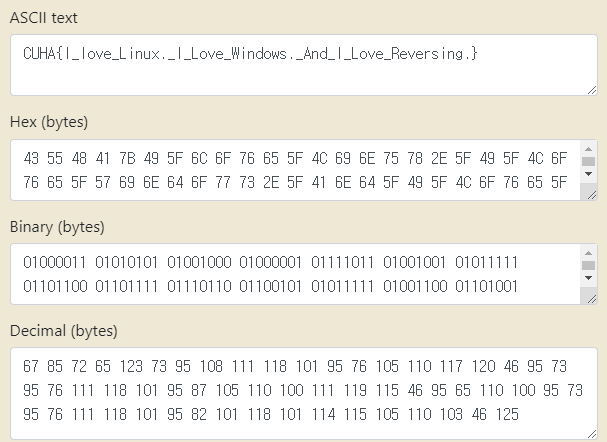 ASCII text
CUHA{I_love_Linux._I_Love_Windows._And_I_Love_Reversing.}
Hex (bytes)
43 55 48 41 7B 49 5F 6C 6F 76 65 5F 4C 69 6E 75 78 2E 5F 49 5F 4C 6F
76 65 5F 57 69 6E 64 6F 77 73 2E 5F 41 6E 64 5F 49 5F 4C 6F 76 65 5F
Binary (bytes)
01000011 01010101 01001000 01000001 01111011 01001001 01011111
01101100 01101111 01110110 01100101 01011111 01001100 01101001
Decimal (bytes)
67 85 72 65 123 73 95 108 111 118 101 95 76 105 110 117 120 46 95 73
95 76 111 118 101 95 87 105 110 100 111 119 115 46 95 65 110 100 95 73
95 76 111 118 101 95 82 101 118 101 114 115 105 110 103 46 125